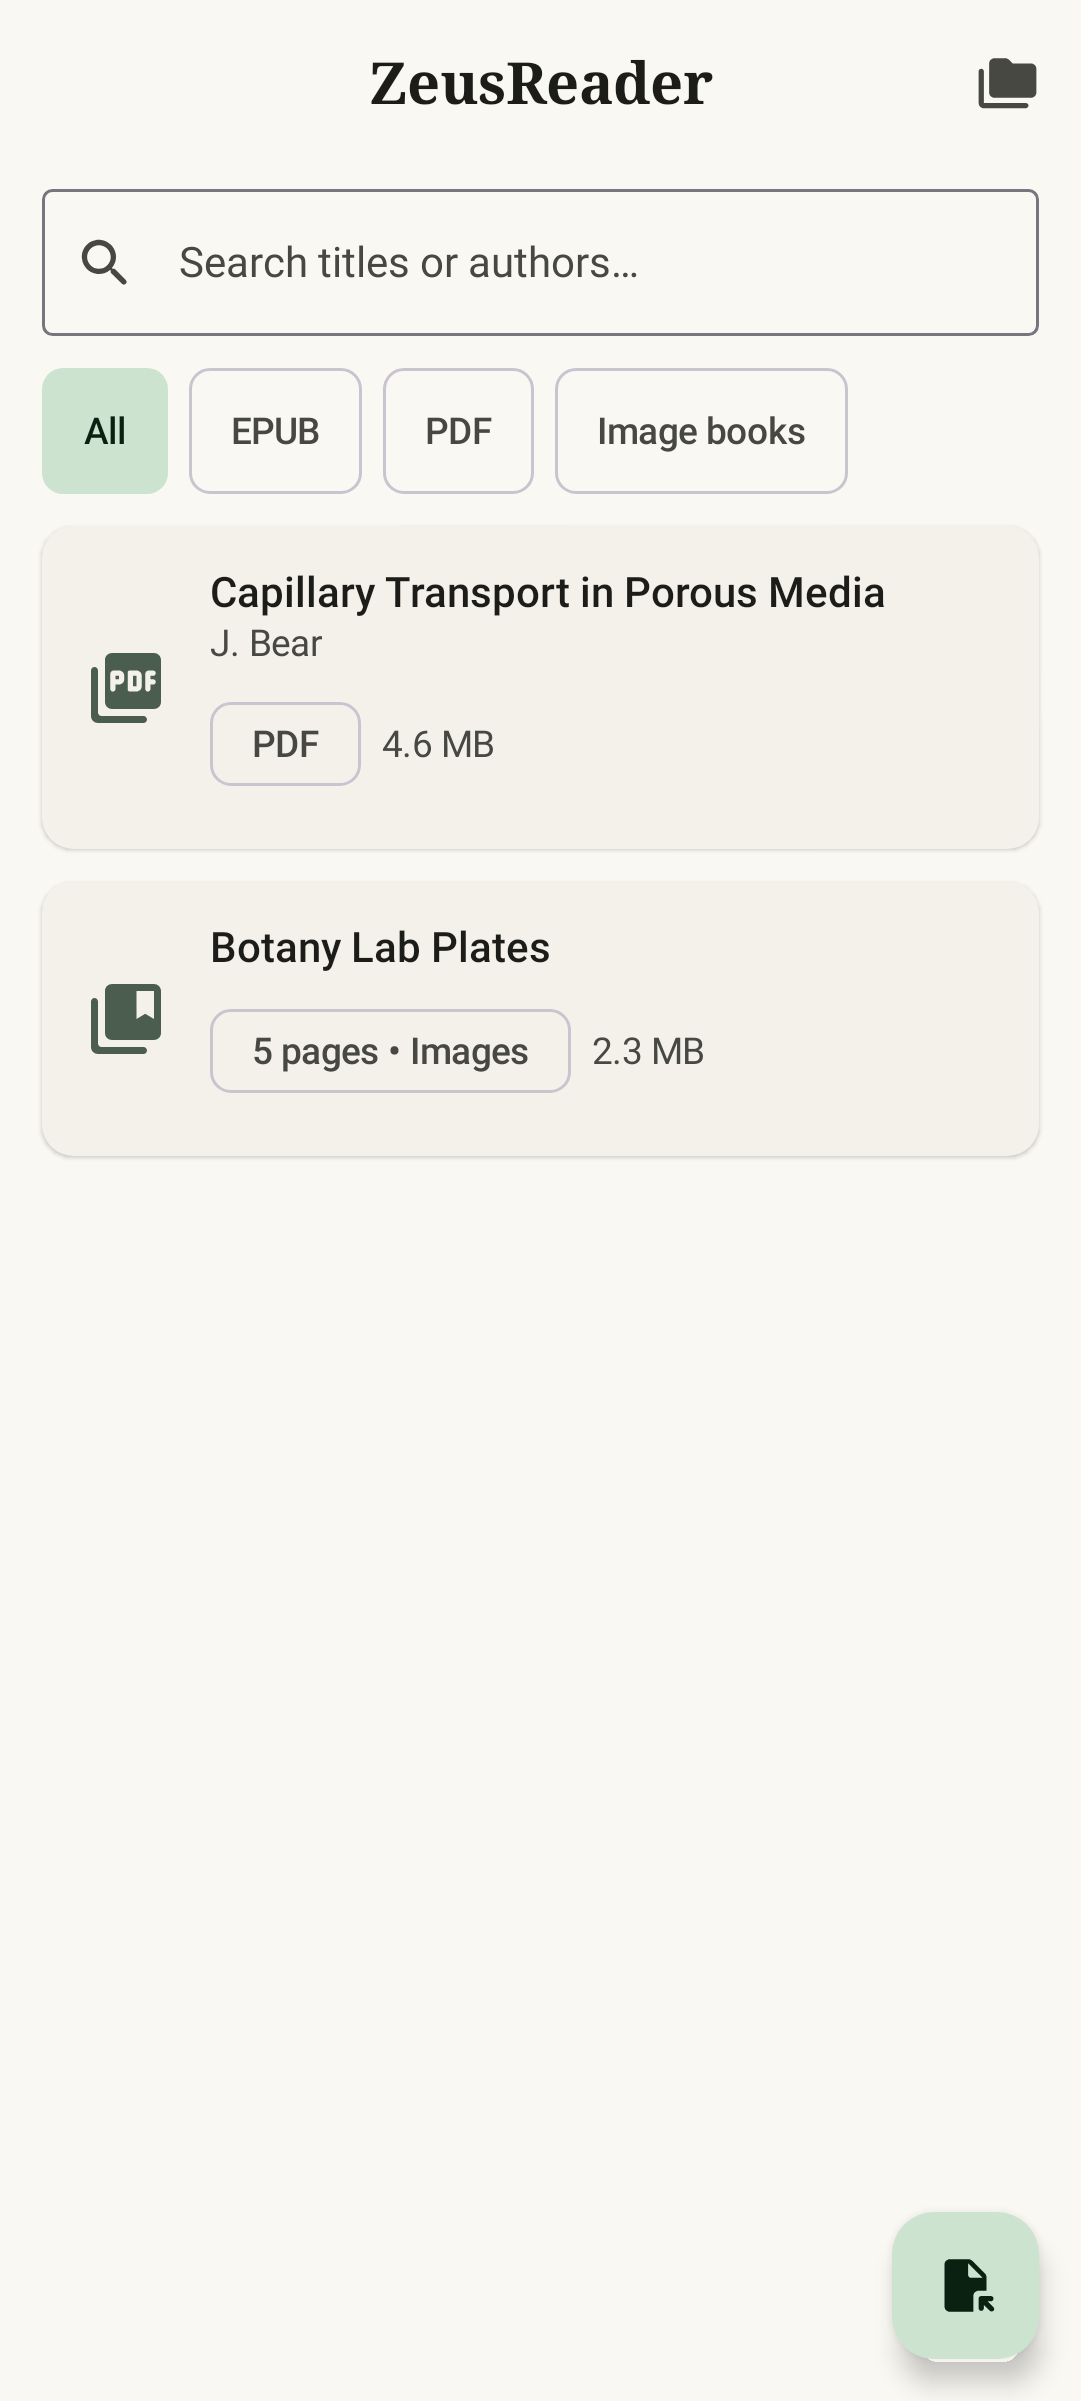 ZeusReader
Search titles or authors...
All
EPUB
PDF
Image books
Capillary Transport in Porous Media
J. Bear
PDF
PDF
4.6 MB
Botany Lab Plates
5 pages • Images
2.3 MB